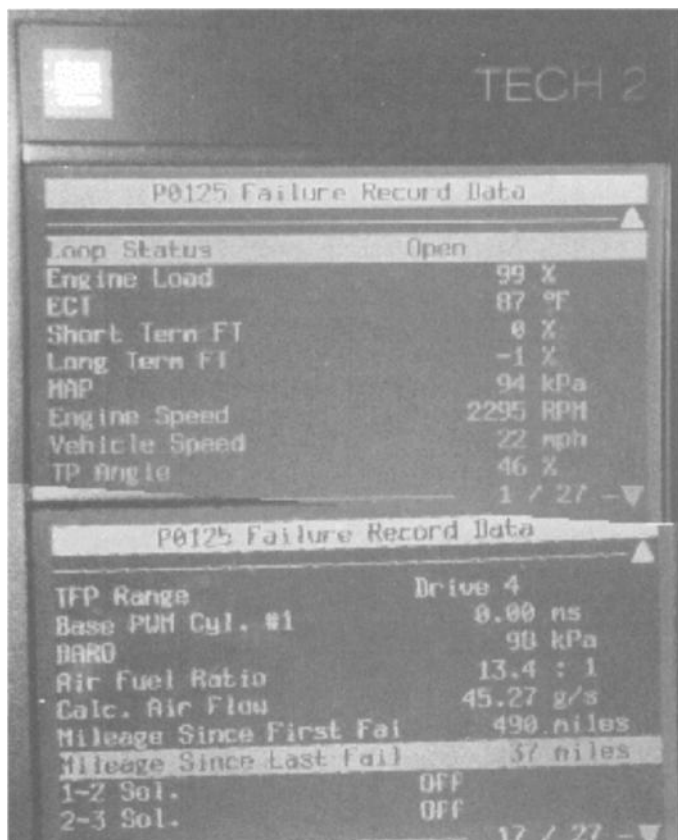 TECH 2
P0125 Failure Record Data
Loop Status Open
Engine Load 99 %
ECT 87 °F
Short Term FT 0 %
Long Term FT -1 %
MAP 94 kPa
Engine Speed 2295 RPM
Vehicle Speed 22 mph
TP Angle 46 %
1 / 27
P0125 Failure Record Data
TFP Range Drive 4
Base PWM Cyl. #1 0.00 ms
BARO 98 kPa
Air Fuel Ratio 13.4 : 1
Calc. Air Flow 45.27 g/s
Mileage Since First Fai 490.miles
Mileage Since Last Fail 37 miles
1-2 Sol. Off
2-3 Sol. Off
17 / 27